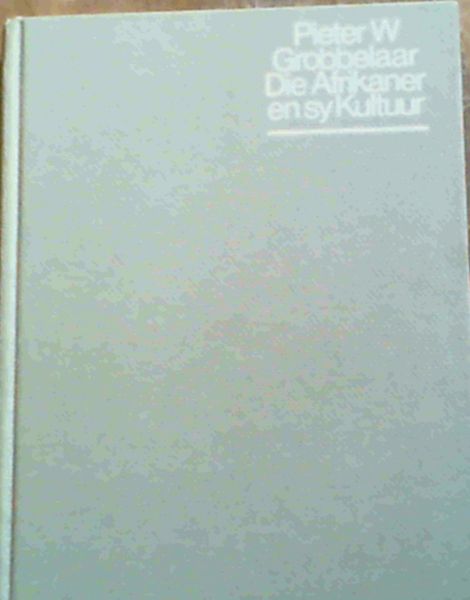 Pieter W
Grobbelaar
Die Afrikaner
en sy Kultuur